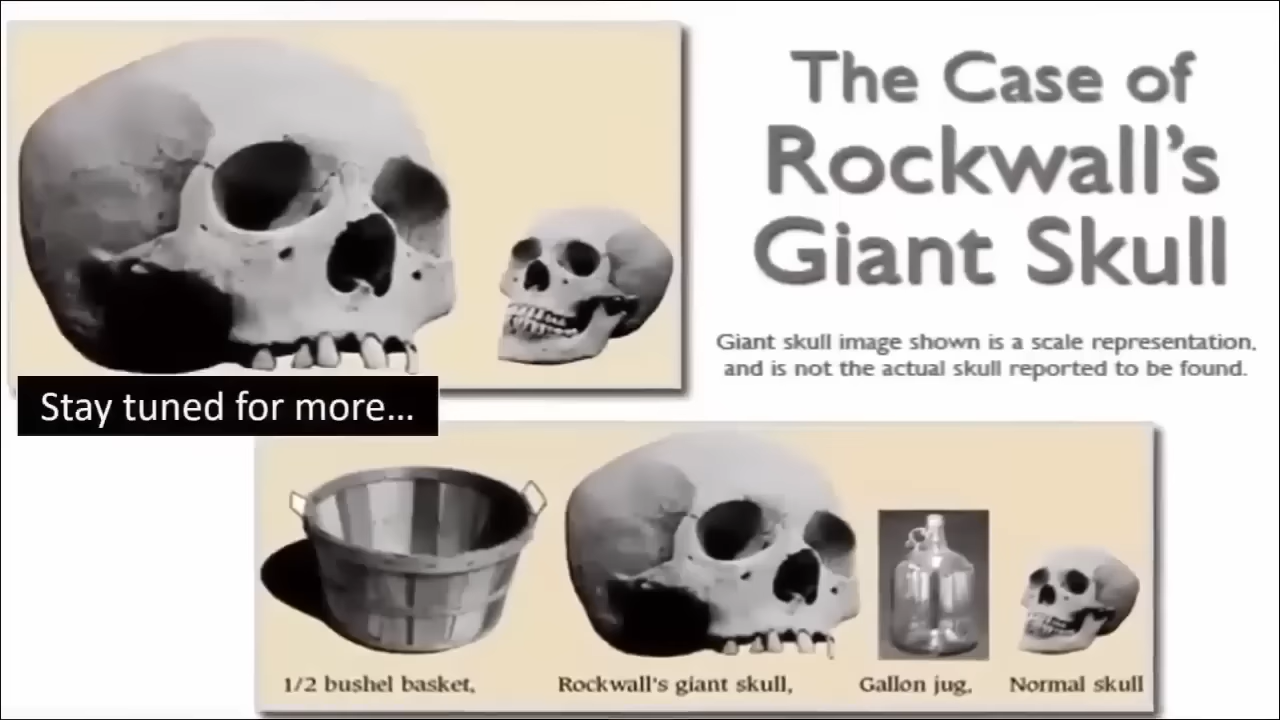 The Case of
Rockwall's
Giant Skull
Giant skull image shown is a scale representation,
and is not the actual skull reported to be found.
Stay tuned for more...
1/2 bushel basket,
Rockwall's giant skull,
Gallon jug,
Normal skull